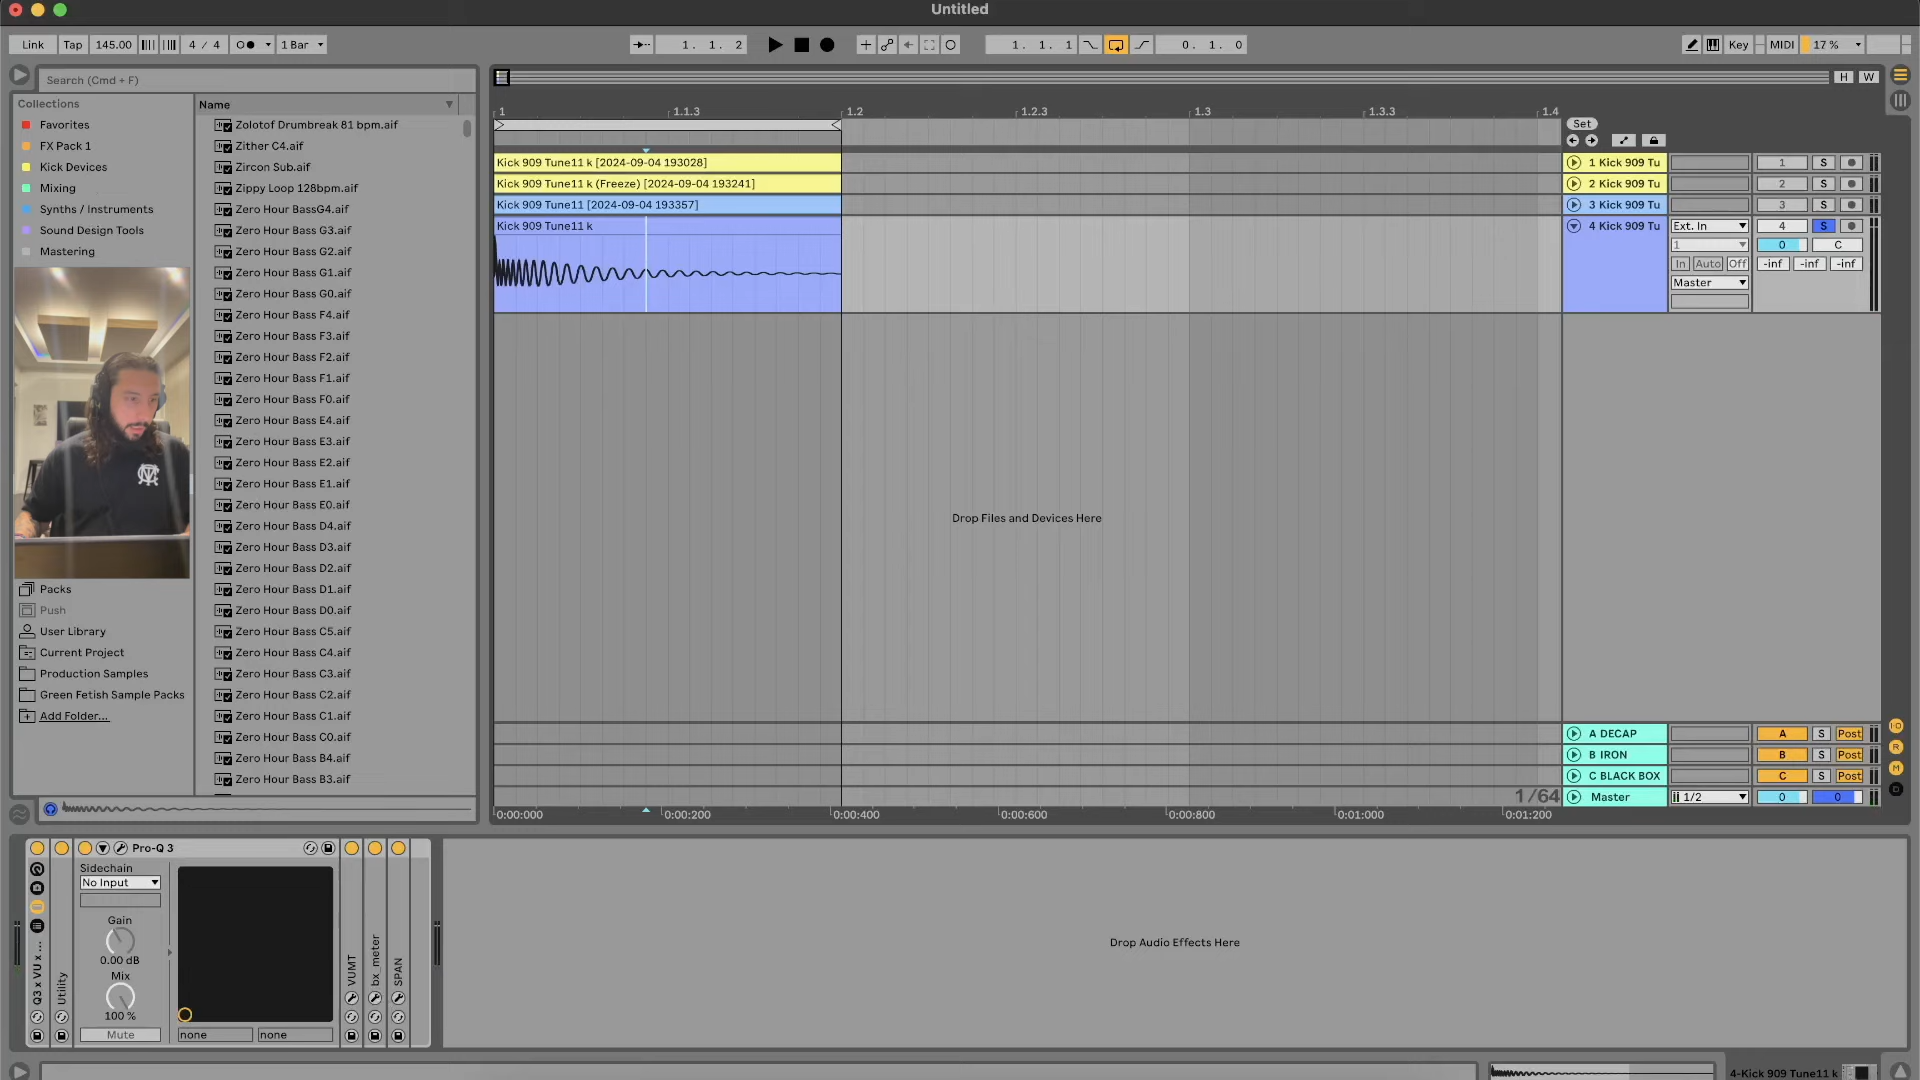 Untitled
Link Tap 145.00 4 / 4 1 Bar 1. 1. 2 1. 1. 1 0. 1. 0 Key MIDI 17 %
Search (Cmd + F)
H W
Collections
Name
Favorites
FX Pack 1
Kick Devices
Mixing
Synths / Instruments
Sound Design Tools
Mastering
Packs
Push
User Library
Current Project
Production Samples
Green Fetish Sample Packs
Add Folder...
Zolotof Drumbreak 81 bpm.aif
Zither C4.aif
Zircon Sub.aif
Zippy Loop 128bpm.aif
Zero Hour BassG4.aif
Zero Hour Bass G3.aif
Zero Hour Bass G2.aif
Zero Hour Bass G1.aif
Zero Hour Bass G0.aif
Zero Hour Bass F4.aif
Zero Hour Bass F3.aif
Zero Hour Bass F2.aif
Zero Hour Bass F1.aif
Zero Hour Bass F0.aif
Zero Hour Bass E4.aif
Zero Hour Bass E3.aif
Zero Hour Bass E2.aif
Zero Hour Bass E1.aif
Zero Hour Bass E0.aif
Zero Hour Bass D4.aif
Zero Hour Bass D3.aif
Zero Hour Bass D2.aif
Zero Hour Bass D1.aif
Zero Hour Bass D0.aif
Zero Hour Bass C5.aif
Zero Hour Bass C4.aif
Zero Hour Bass C3.aif
Zero Hour Bass C2.aif
Zero Hour Bass C1.aif
Zero Hour Bass C0.aif
Zero Hour Bass B4.aif
Zero Hour Bass B3.aif
1 1.1.3 1.2 1.2.3 1.3 1.3.3 1.4
Set
Kick 909 Tune11 k [2024-09-04 193028]
1 Kick 909 Tu 1 S
Kick 909 Tune11 k (Freeze) [2024-09-04 193241]
2 Kick 909 Tu 2 S
Kick 909 Tune11 [2024-09-04 193357]
3 Kick 909 Tu 3 S
Kick 909 Tune11 k
4 Kick 909 Tu Ext. In 4 S
1 0 C
In Auto Off -inf -inf -inf
Master
Drop Files and Devices Here
A DECAP A S Post
B IRON B S Post
C BLACK BOX C S Post
1/64
Master 1/2 0 0
0:00:000 0:00:200 0:00:400 0:00:600 0:00:800 0:01:000 0:01:200
Q3 x VU x ...
Utility
Pro-Q 3
Sidechain
No Input
Gain
0.00 dB
Mix
100 %
Mute
none none
VUMT
bx_meter
SPAN
Drop Audio Effects Here
4-Kick 909 Tune11 k